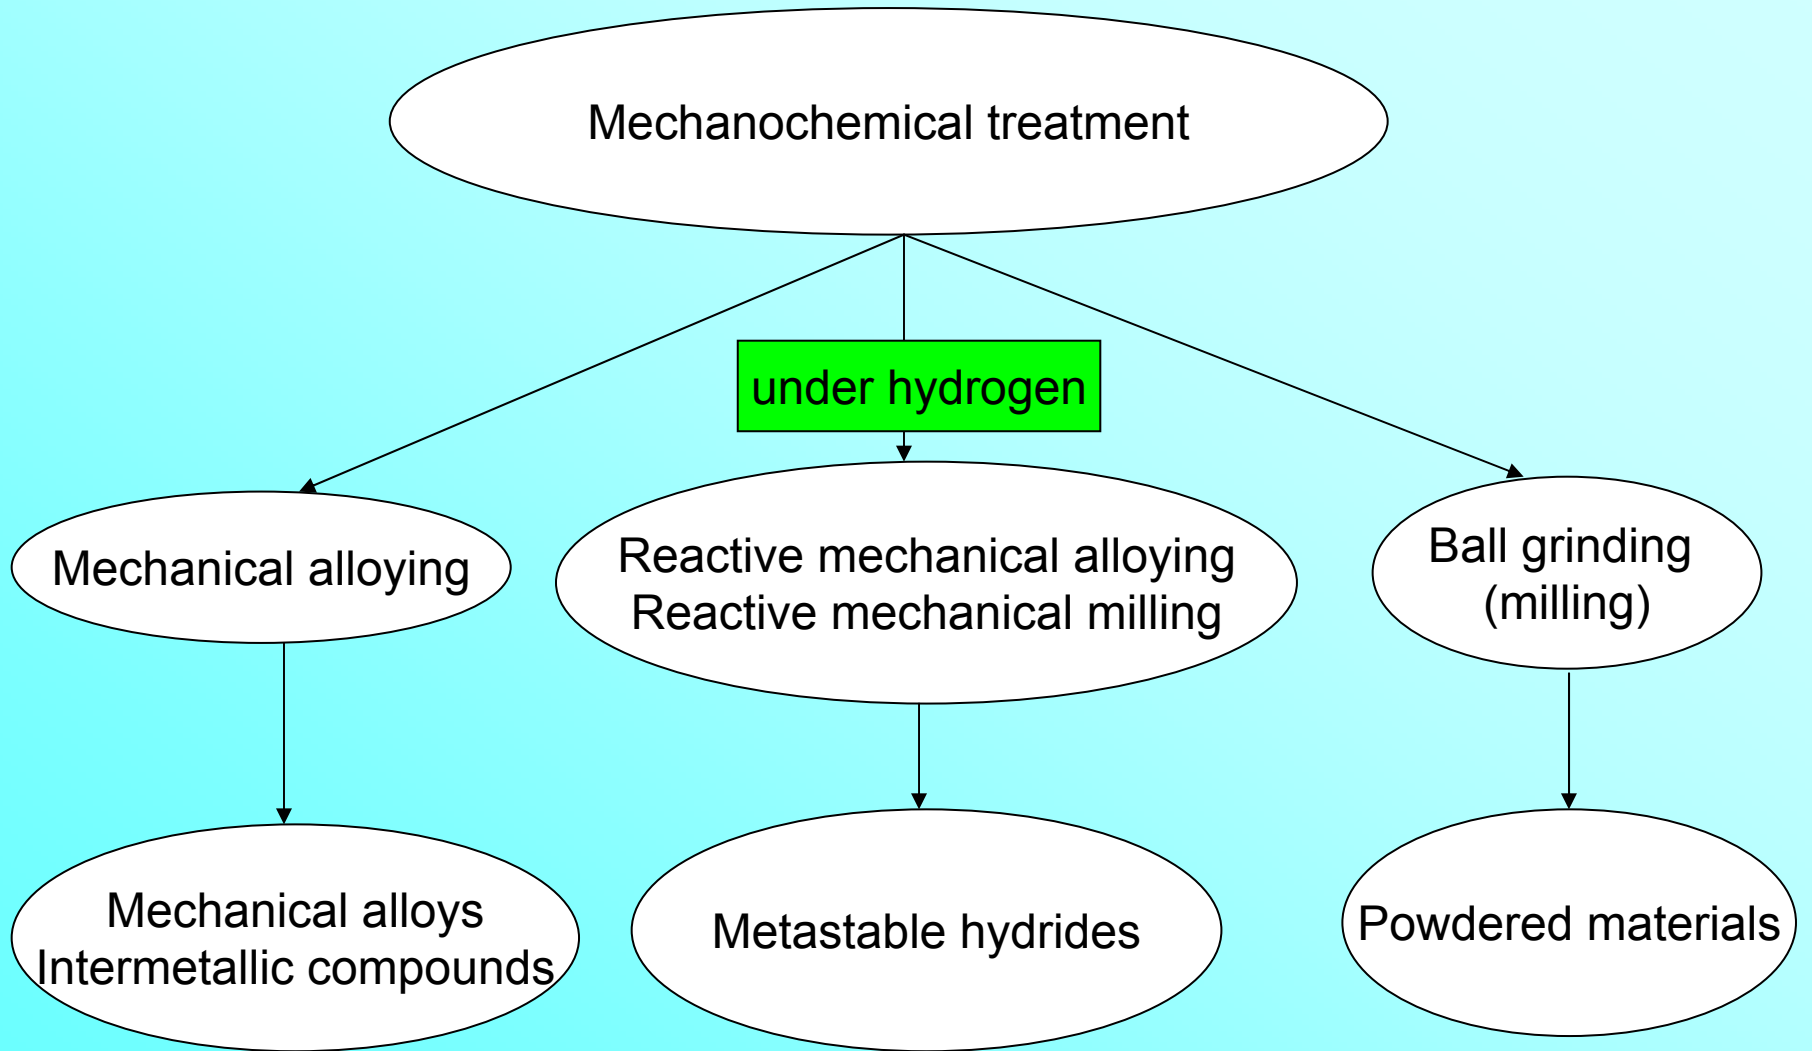 Mechanochemical treatment
under hydrogen
Mechanical alloying
Reactive mechanical alloying
Reactive mechanical milling
Ball grinding
(milling)
Mechanical alloys
Intermetallic compounds
Metastable hydrides
Powdered materials